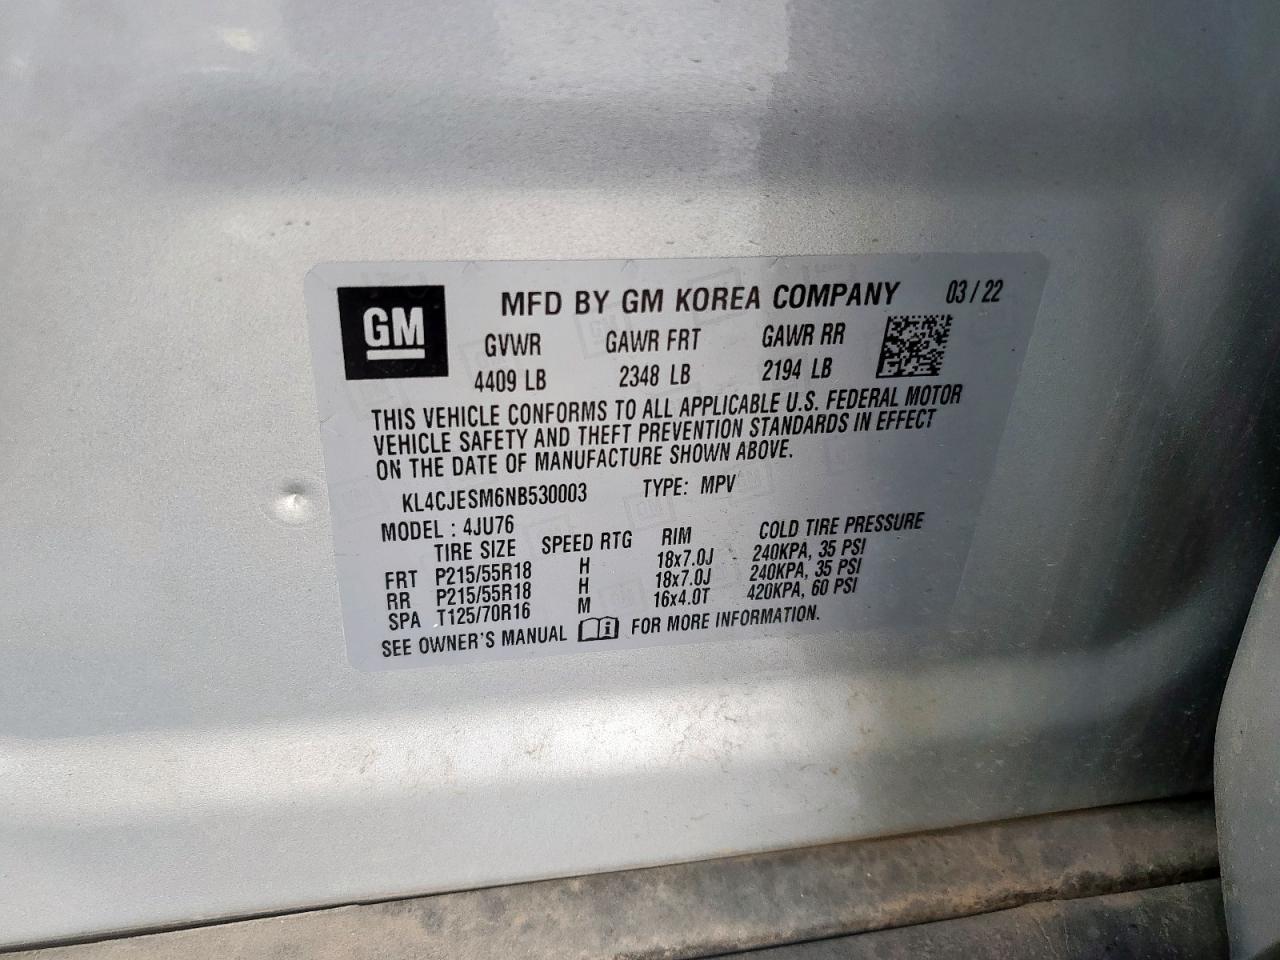 GM
MFD BY GM KOREA COMPANY 03/22
GVWR GAWR FRT GAWR RR
4409 LB 2348 LB 2194 LB
THIS VEHICLE CONFORMS TO ALL APPLICABLE U.S. FEDERAL MOTOR
VEHICLE SAFETY AND THEFT PREVENTION STANDARDS IN EFFECT
ON THE DATE OF MANUFACTURE SHOWN ABOVE.
KL4CJESM6NB530003 TYPE: MPV
MODEL : 4JU76
TIRE SIZE SPEED RTG RIM COLD TIRE PRESSURE
FRT P215/55R18 H 18x7.0J 240KPA, 35 PSI
RR P215/55R18 H 18x7.0J 240KPA, 35 PSI
SPA T125/70R16 M 16x4.0T 420KPA, 60 PSI
SEE OWNER'S MANUAL i FOR MORE INFORMATION.